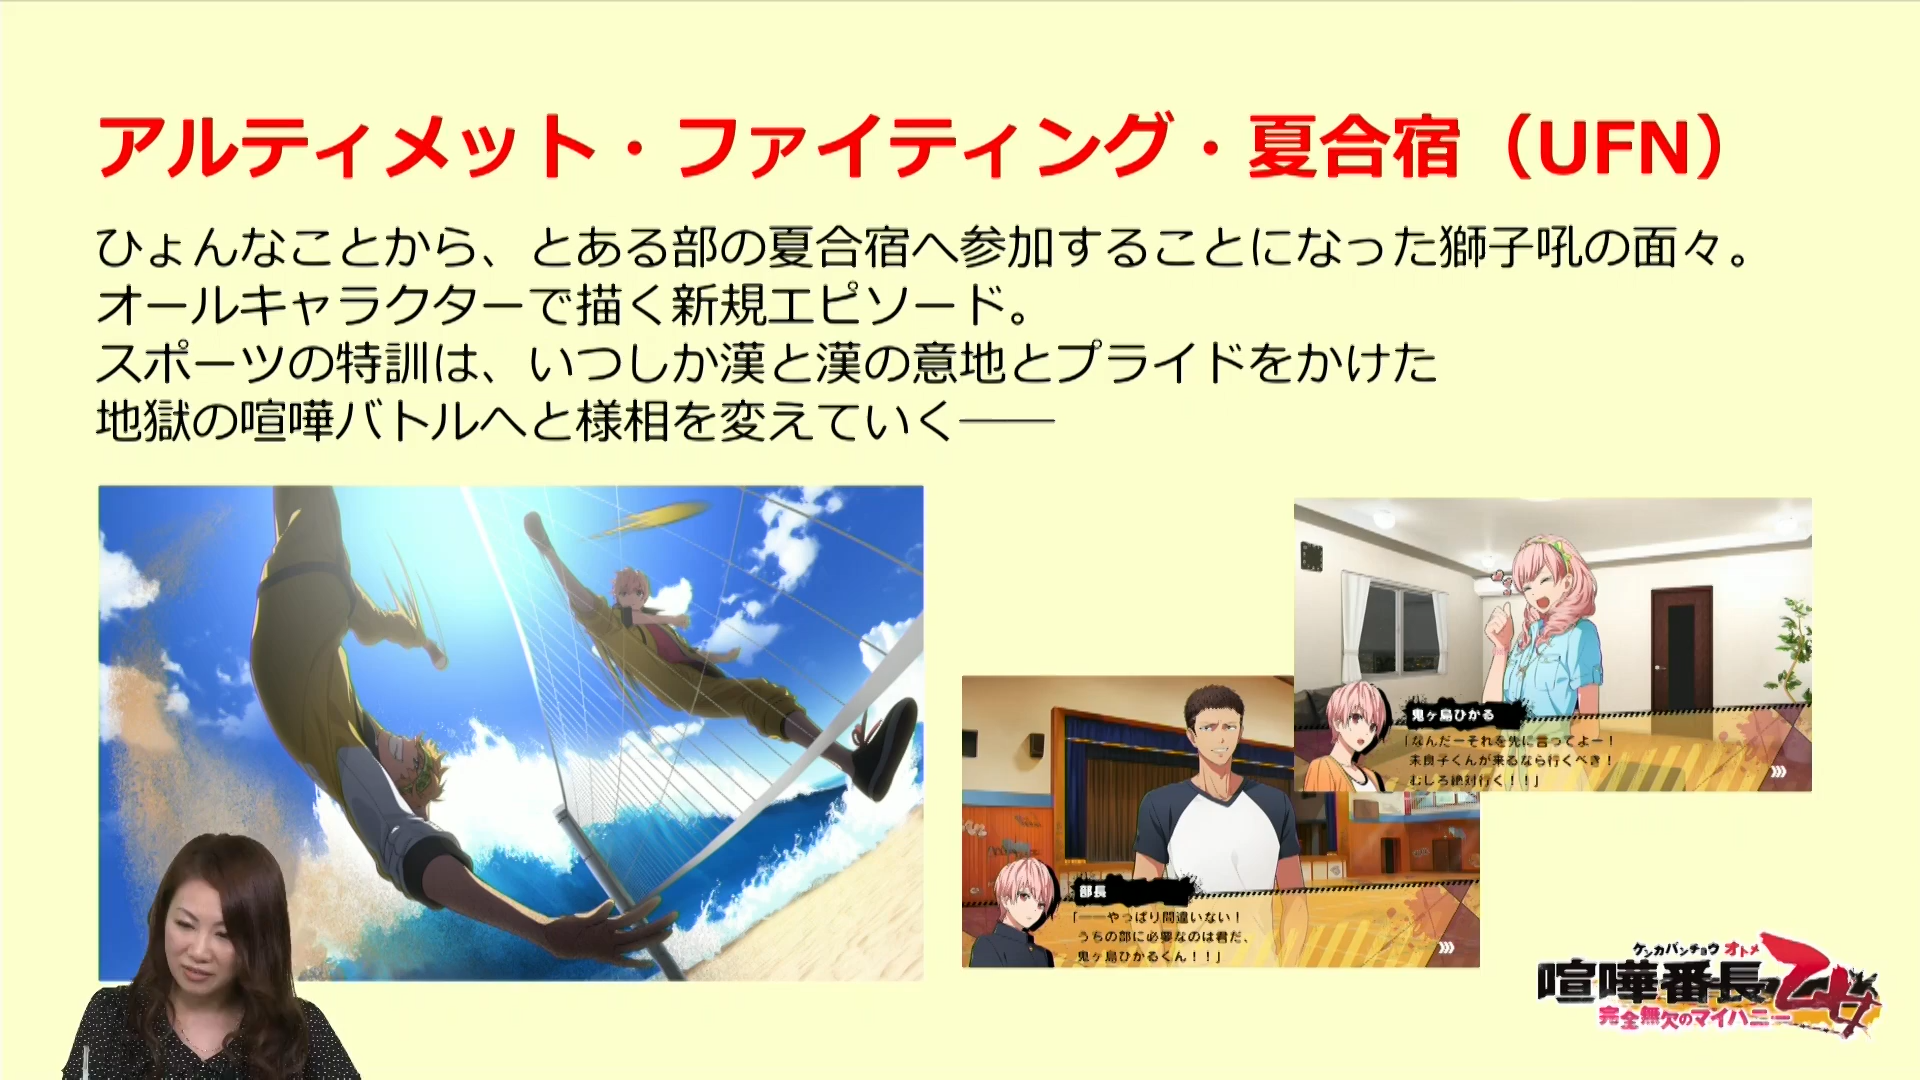 アルティメット・ファイティング・夏合宿（UFN）
ひょんなことから、とある部の夏合宿へ参加することになった獅子吼の面々。
オールキャラクターで描く新規エピソード。
スポーツの特訓は、いつしか漢と漢の意地とプライドをかけた
地獄の喧嘩バトルへと様相を変えていく――
鬼ヶ島ひかる
「なんだーそれを先に言ってよー！
未良子くんが来るなら行くべき！
むしろ絶対行く！！」
部長
「――やっぱり間違いない！
うちの部に必要なのは君だ、
鬼ヶ島ひかるくん！！」
ケンカバンチョウ オトメ
喧嘩番長乙女
完全無欠のマイハニー